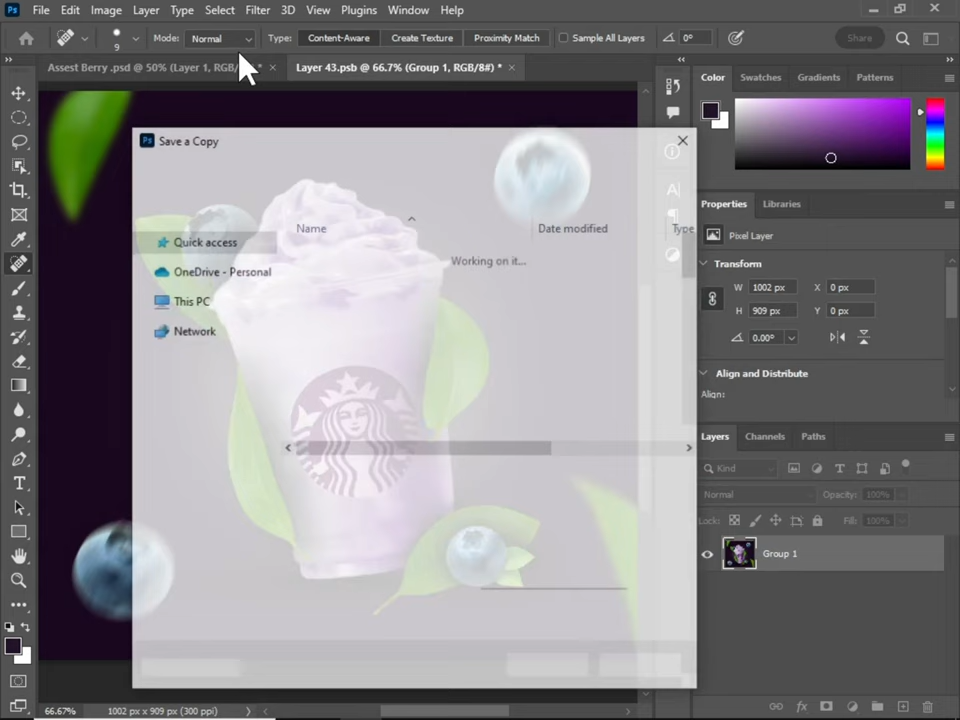 Ps File Edit Image Layer Type Select Filter 3D View Plugins Window Help
9 Mode: Normal Type: Content-Aware Create Texture Proximity Match Sample All Layers 0° Share
Assest Berry .psd @ 50% (Layer 1, RGB/ * × Layer 43.psb @ 66.7% (Group 1, RGB/8#) * ×
Color Swatches Gradients Patterns
Ps Save a Copy
Name Date modified Type
Quick access
Working on it...
OneDrive - Personal
This PC
Network
Properties Libraries
Pixel Layer
Transform
W 1002 px X 0 px
H 909 px Y 0 px
0.00°
Align and Distribute
Align:
Layers Channels Paths
Kind
Normal Opacity: 100%
Lock: Fill: 100%
Group 1
66.67% 1002 px x 909 px (300 ppi)